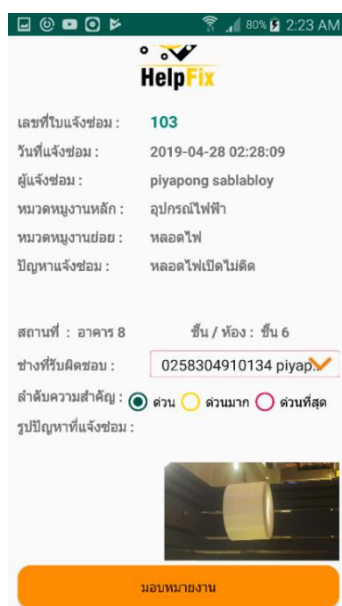 80% 2:23 AM
HelpFix
เลขที่ใบแจ้งซ่อม : 103
วันที่แจ้งซ่อม : 2019-04-28 02:28:09
ผู้แจ้งซ่อม : piyapong sablabloy
หมวดหมู่งานหลัก : อุปกรณ์ไฟฟ้า
หมวดหมู่งานย่อย : หลอดไฟ
ปัญหาแจ้งซ่อม : หลอดไฟเปิดไม่ติด
สถานที่ : อาคาร 8 ชั้น / ห้อง : ชั้น 6
ช่างที่รับผิดชอบ : 0258304910134 piyap...
ลำดับความสำคัญ : ด่วน ด่วนมาก ด่วนที่สุด
รูปปัญหาที่แจ้งซ่อม :
มอบหมายงาน